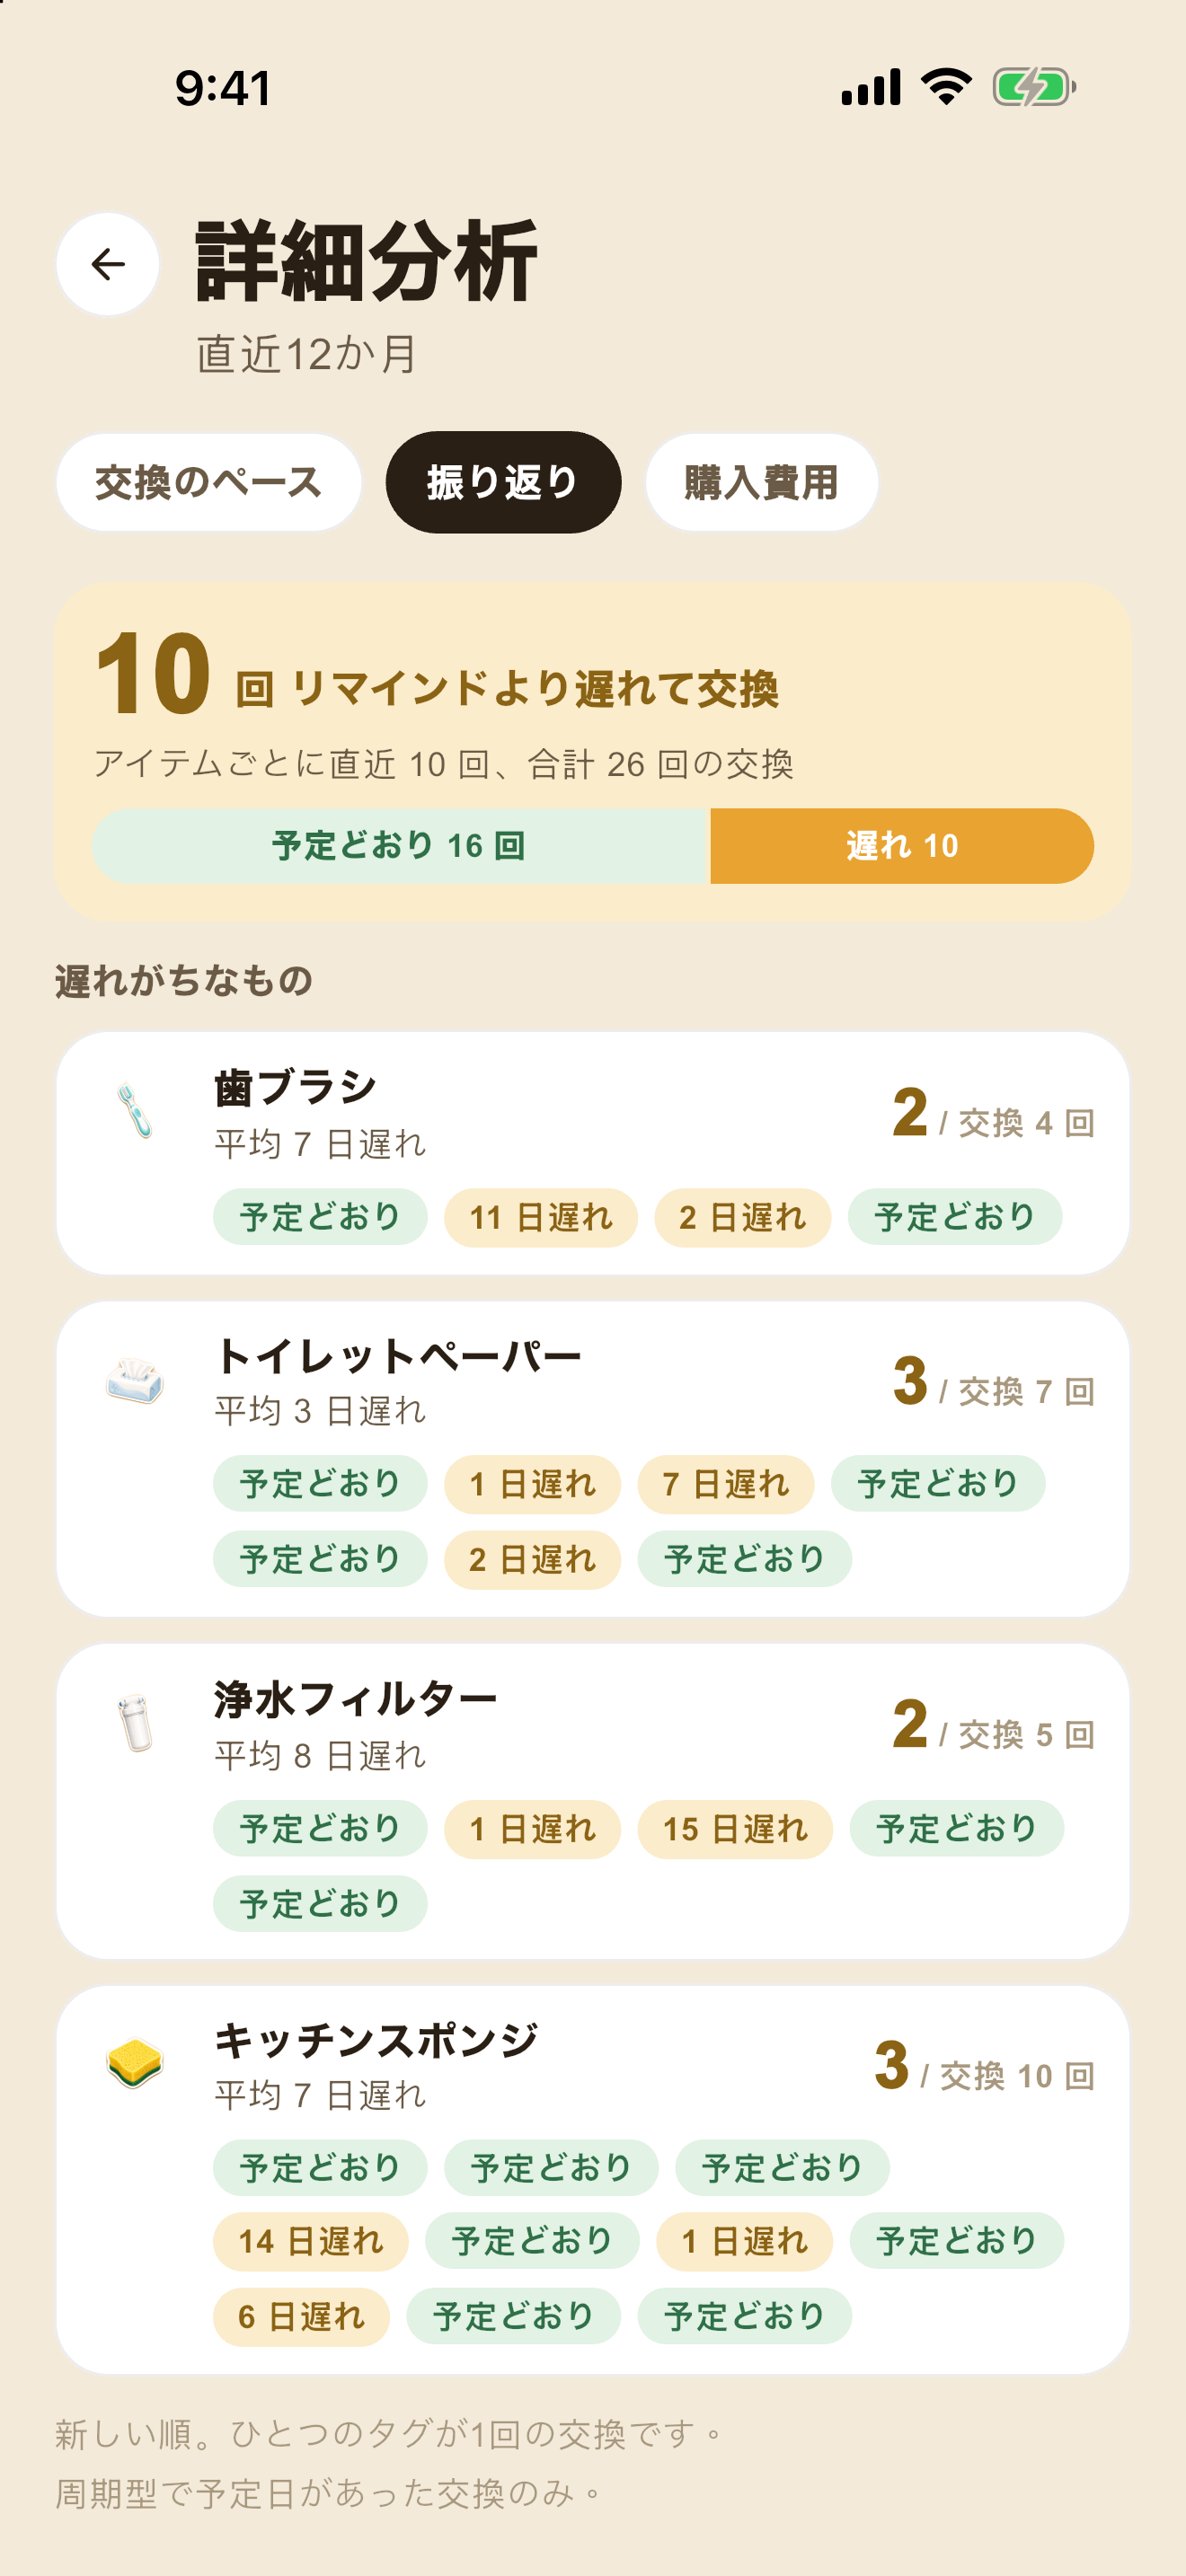 9:41
詳細分析
直近12か月
交換のペース 振り返り 購入費用
10 回 リマインドより遅れて交換
アイテムごとに直近 10 回、合計 26 回の交換
予定どおり 16 回 遅れ 10
遅れがちなもの
歯ブラシ
平均 7 日遅れ
2 / 交換 4 回
予定どおり 11 日遅れ 2 日遅れ 予定どおり
トイレットペーパー
平均 3 日遅れ
3 / 交換 7 回
予定どおり 1 日遅れ 7 日遅れ 予定どおり
予定どおり 2 日遅れ 予定どおり
浄水フィルター
平均 8 日遅れ
2 / 交換 5 回
予定どおり 1 日遅れ 15 日遅れ 予定どおり
予定どおり
キッチンスポンジ
平均 7 日遅れ
3 / 交換 10 回
予定どおり 予定どおり 予定どおり
14 日遅れ 予定どおり 1 日遅れ 予定どおり
6 日遅れ 予定どおり 予定どおり
新しい順。ひとつのタグが1回の交換です。
周期型で予定日があった交換のみ。